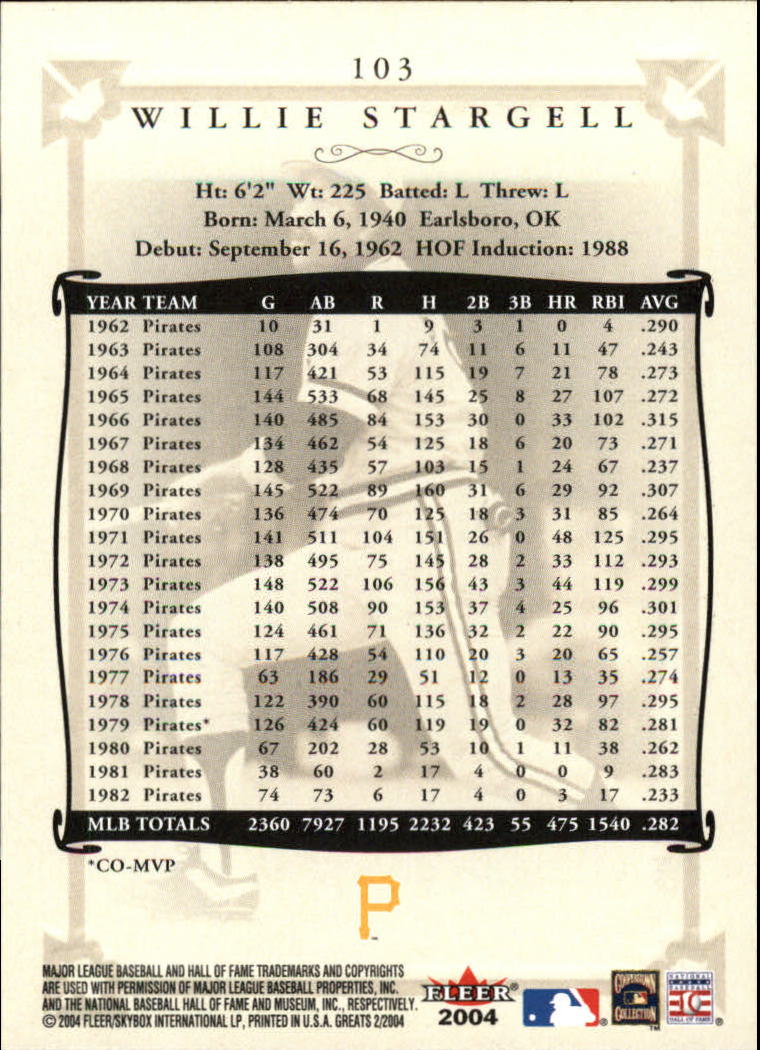 103
WILLIE STARGELL
Ht: 6'2" Wt: 225 Batted: L Threw: L
Born: March 6, 1940 Earlsboro, OK
Debut: September 16, 1962 HOF Induction: 1988
YEAR TEAM G AB R H 2B 3B HR RBI AVG
1962 Pirates 10 31 1 9 3 1 0 4 .290
1963 Pirates 108 304 34 74 11 6 11 47 .243
1964 Pirates 117 421 53 115 19 7 21 78 .273
1965 Pirates 144 533 68 145 25 8 27 107 .272
1966 Pirates 140 485 84 153 30 0 33 102 .315
1967 Pirates 134 462 54 125 18 6 20 73 .271
1968 Pirates 128 435 57 103 15 1 24 67 .237
1969 Pirates 145 522 89 160 31 6 29 92 .307
1970 Pirates 136 474 70 125 18 3 31 85 .264
1971 Pirates 141 511 104 151 26 0 48 125 .295
1972 Pirates 138 495 75 145 28 2 33 112 .293
1973 Pirates 148 522 106 156 43 3 44 119 .299
1974 Pirates 140 508 90 153 37 4 25 96 .301
1975 Pirates 124 461 71 136 32 2 22 90 .295
1976 Pirates 117 428 54 110 20 3 20 65 .257
1977 Pirates 63 186 29 51 12 0 13 35 .274
1978 Pirates 122 390 60 115 18 2 28 97 .295
1979 Pirates* 126 424 60 119 19 0 32 82 .281
1980 Pirates 67 202 28 53 10 1 11 38 .262
1981 Pirates 38 60 2 17 4 0 0 9 .283
1982 Pirates 74 73 6 17 4 0 3 17 .233
MLB TOTALS 2360 7927 1195 2232 423 55 475 1540 .282
*CO-MVP
P
MAJOR LEAGUE BASEBALL AND HALL OF FAME TRADEMARKS AND COPYRIGHTS
ARE USED WITH PERMISSION OF MAJOR LEAGUE BASEBALL PROPERTIES, INC.
AND THE NATIONAL BASEBALL HALL OF FAME AND MUSEUM, INC., RESPECTIVELY.
© 2004 FLEER/SKYBOX INTERNATIONAL LP, PRINTED IN U.S.A. GREATS 2/2004
FLEER®
2004
COOPERSTOWN
COLLECTION
TM
NATIONAL
BASEBALL
HALL OF FAME